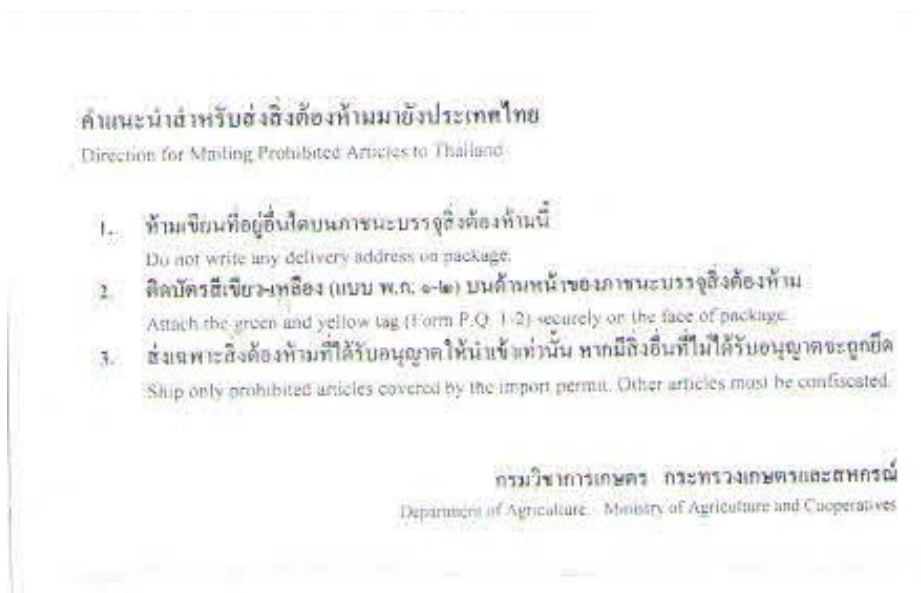 คำแนะนำสำหรับส่งสิ่งต้องห้ามมายังประเทศไทย
Direction for Mailing Prohibited Articles to Thailand
1. ห้ามเขียนที่อยู่อื่นใดบนภาชนะบรรจุสิ่งต้องห้ามนี้
Do not write any delivery address on package.
2. ติดบัตรสีเขียว-เหลือง (แบบ พ.ก. ๑-๒) บนด้านหน้าของภาชนะบรรจุสิ่งต้องห้าม
Attach the green and yellow tag (Form P.Q. 1-2) securely on the face of package.
3. ส่งเฉพาะสิ่งต้องห้ามที่ได้รับอนุญาตให้นำเข้าเท่านั้น หากมีสิ่งอื่นที่ไม่ได้รับอนุญาตจะถูกยึด
Ship only prohibited articles covered by the import permit. Other articles must be confiscated.
กรมวิชาการเกษตร กระทรวงเกษตรและสหกรณ์
Department of Agriculture. Ministry of Agriculture and Cooperatives